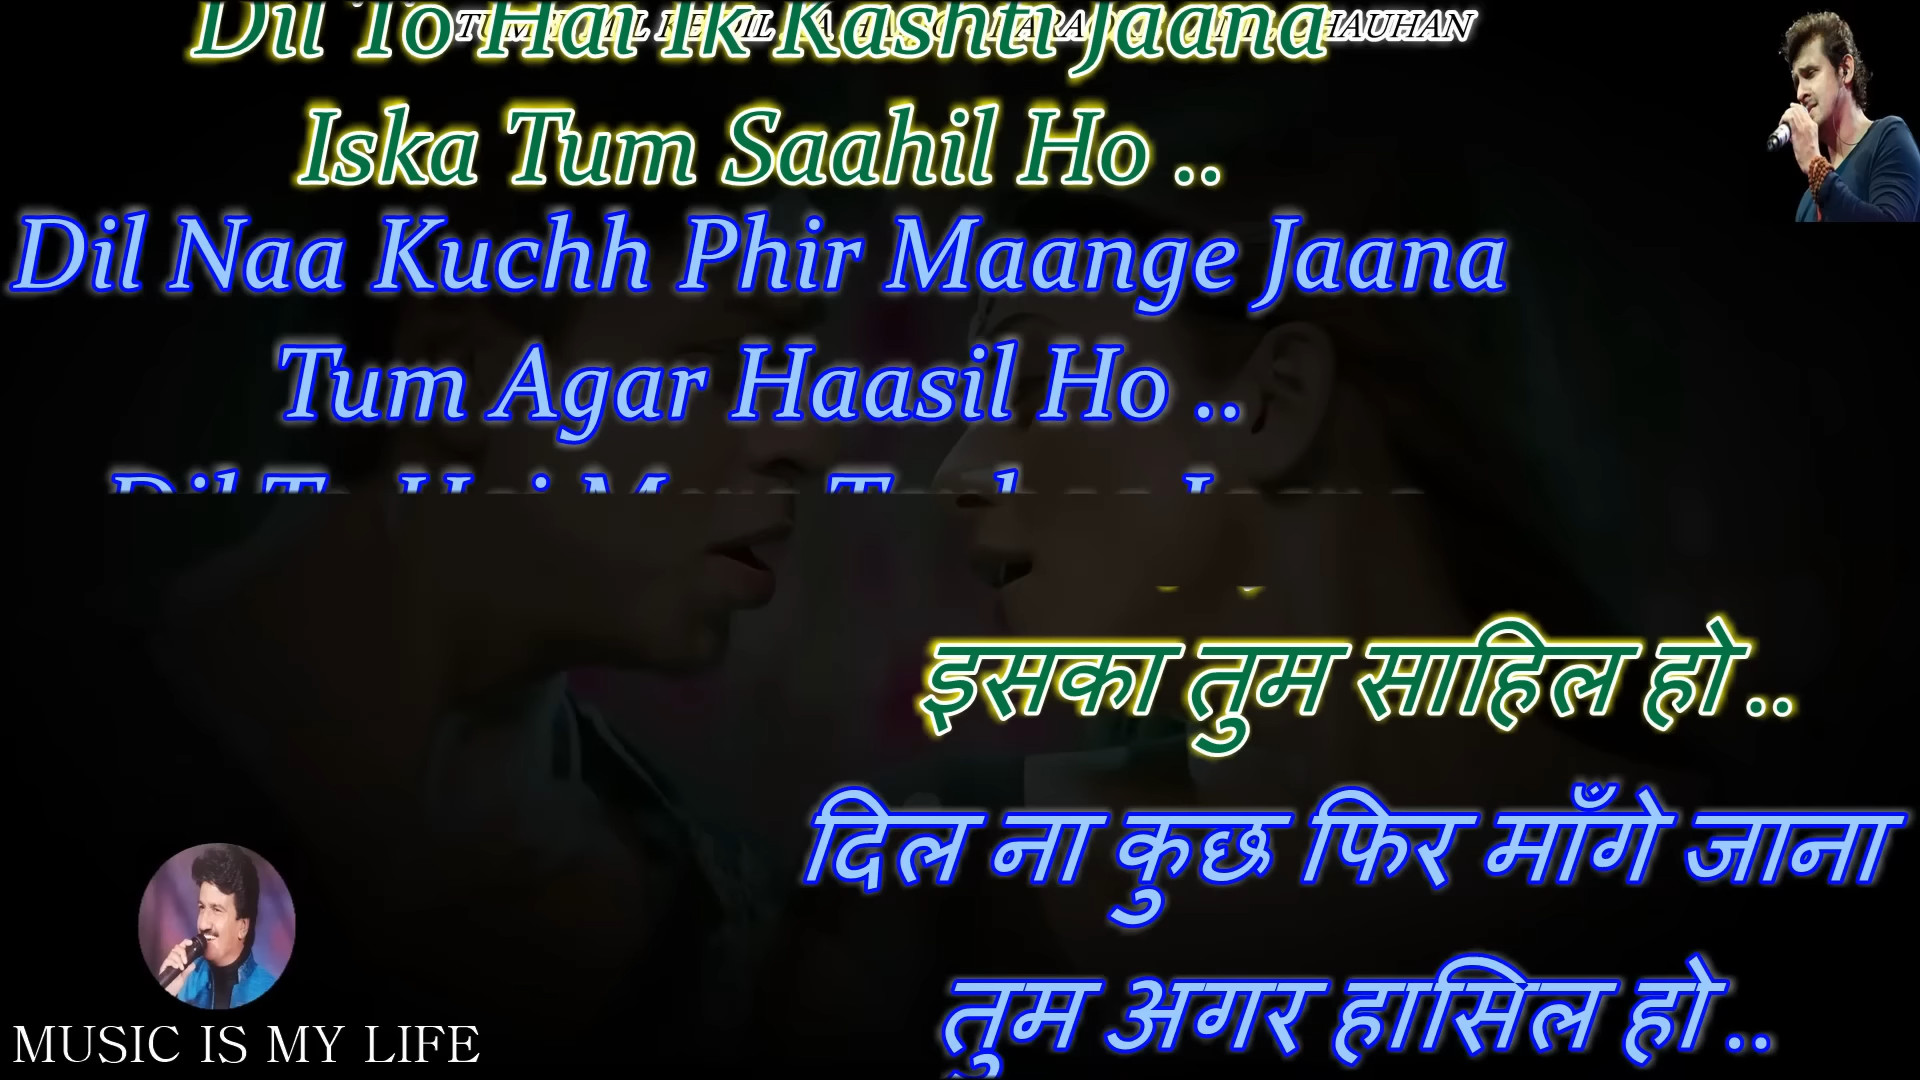 Dil To Hai Ik Kashti Jaana
Iska Tum Saahil Ho ..
Dil Naa Kuchh Phir Maange Jaana
Tum Agar Haasil Ho ..
इसका तुम साहिल हो ..
दिल ना कुछ फिर माँगे जाना
तुम अगर हासिल हो ..
MUSIC IS MY LIFE